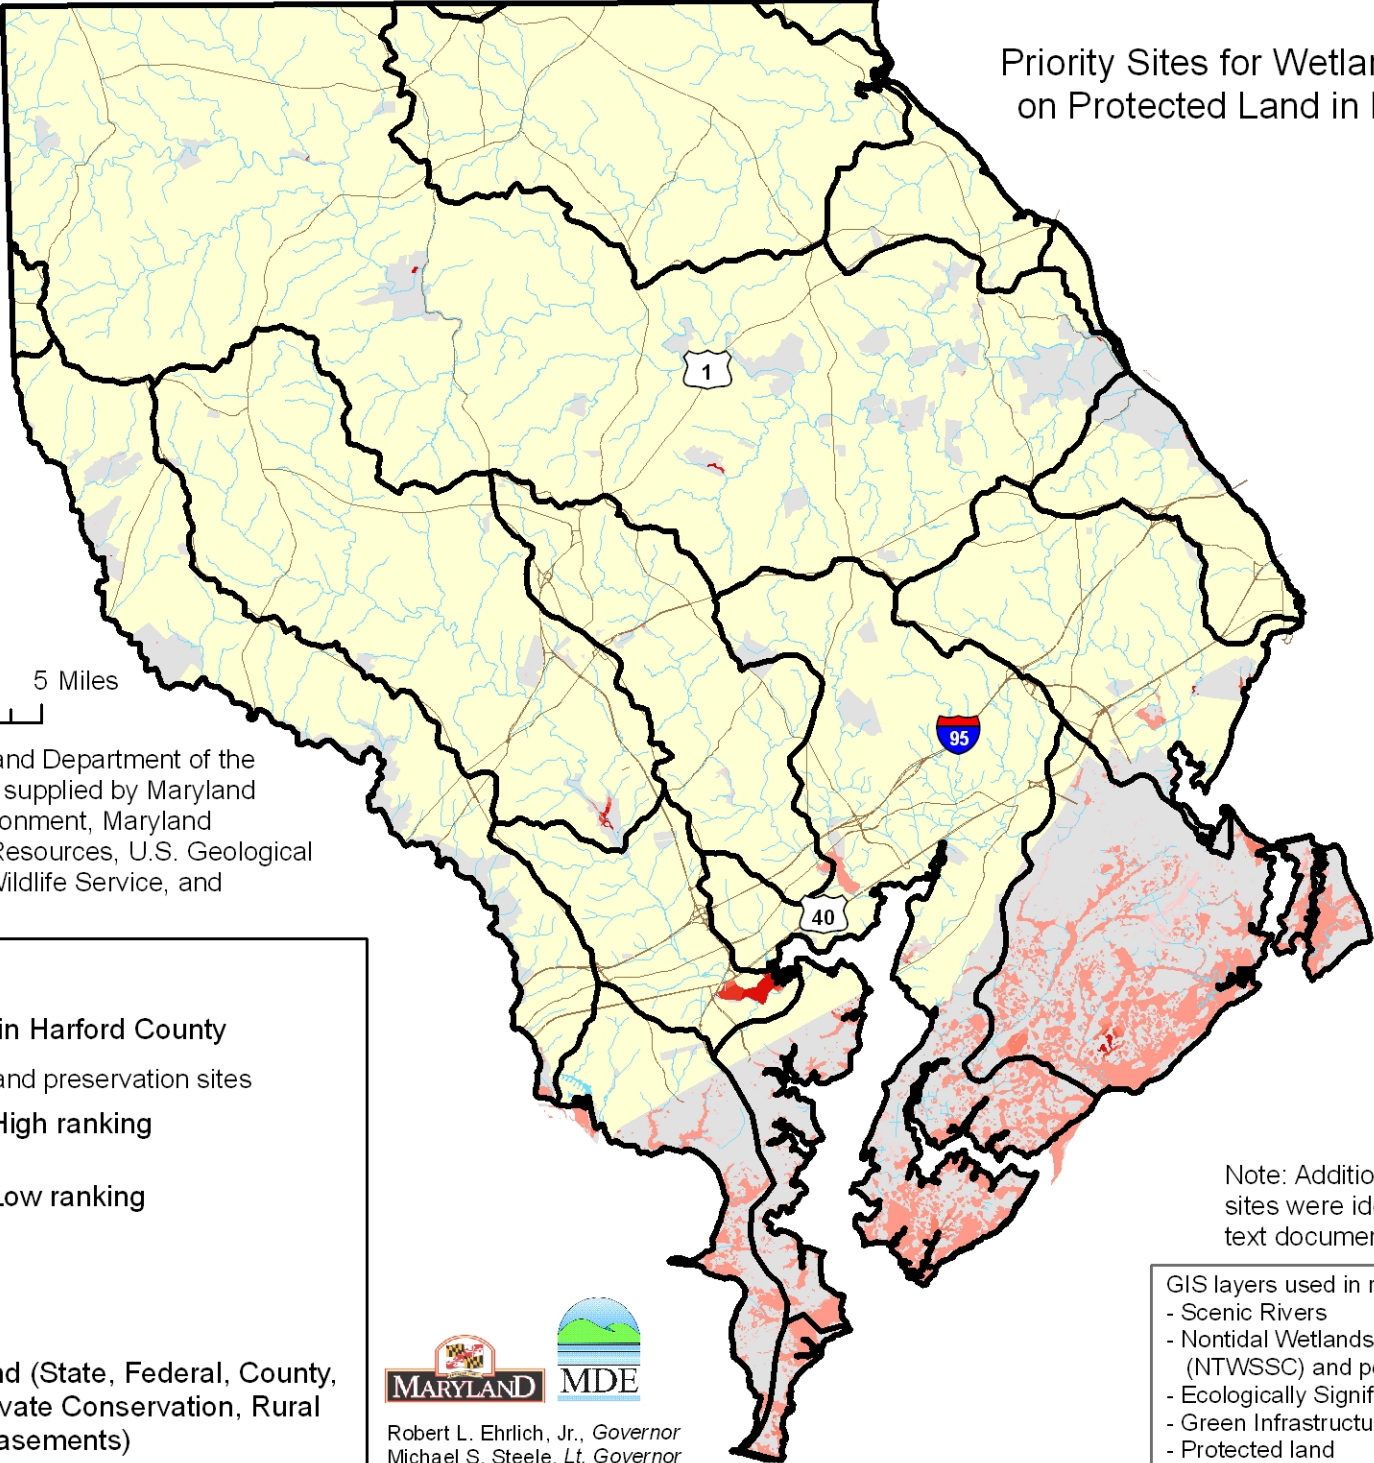 Priority Sites for Wetla
on Protected Land in
1
95
40
5 Miles
and Department of the
supplied by Maryland
onment, Maryland
Resources, U.S. Geological
Wildlife Service, and
in Harford County
and preservation sites
High ranking
Low ranking
nd (State, Federal, County,
vate Conservation, Rural
asements)
MARYLAND
MDE
Robert L. Ehrlich, Jr., Governor
Michael S. Steele, Lt. Governor
Note: Additio
sites were ide
text documen
GIS layers used in
- Scenic Rivers
- Nontidal Wetlands
(NTWSSC) and p
- Ecologically Signif
- Green Infrastructu
- Protected land